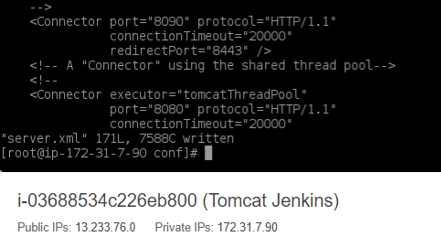 -->
<Connector port="8090" protocol="HTTP/1.1"
connectionTimeout="20000"
redirectPort="8443" />
<!-- A "Connector" using the shared thread pool-->
<!--
<Connector executor="tomcatThreadPool"
port="8080" protocol="HTTP/1.1"
connectionTimeout="20000"
"server.xml" 171L, 7588C written
[root@ip-172-31-7-90 conf]#
i-03688534c226eb800 (Tomcat Jenkins)
Public IPs: 13.233.76.0 Private IPs: 172.31.7.90